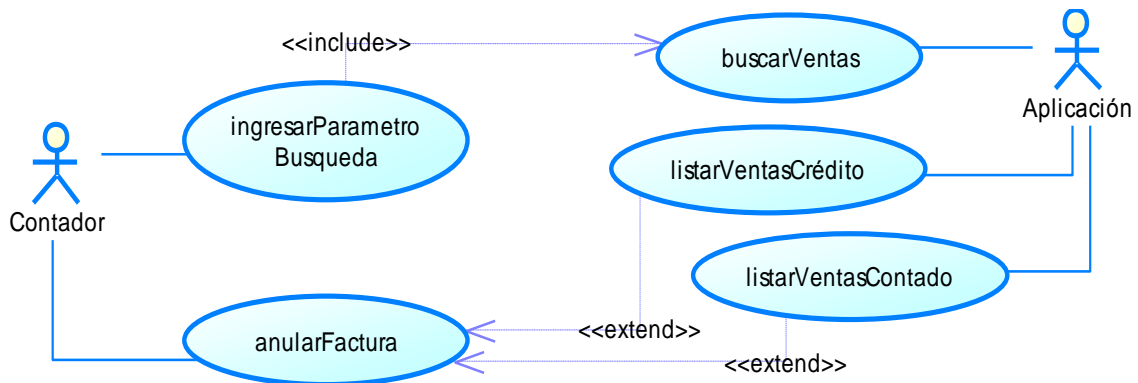 <<include>>
buscarVentas
Aplicación
ingresarParametro
Busqueda
listarVentasCrédito
Contador
listarVentasContado
<<extend>>
anularFactura
<<extend>>